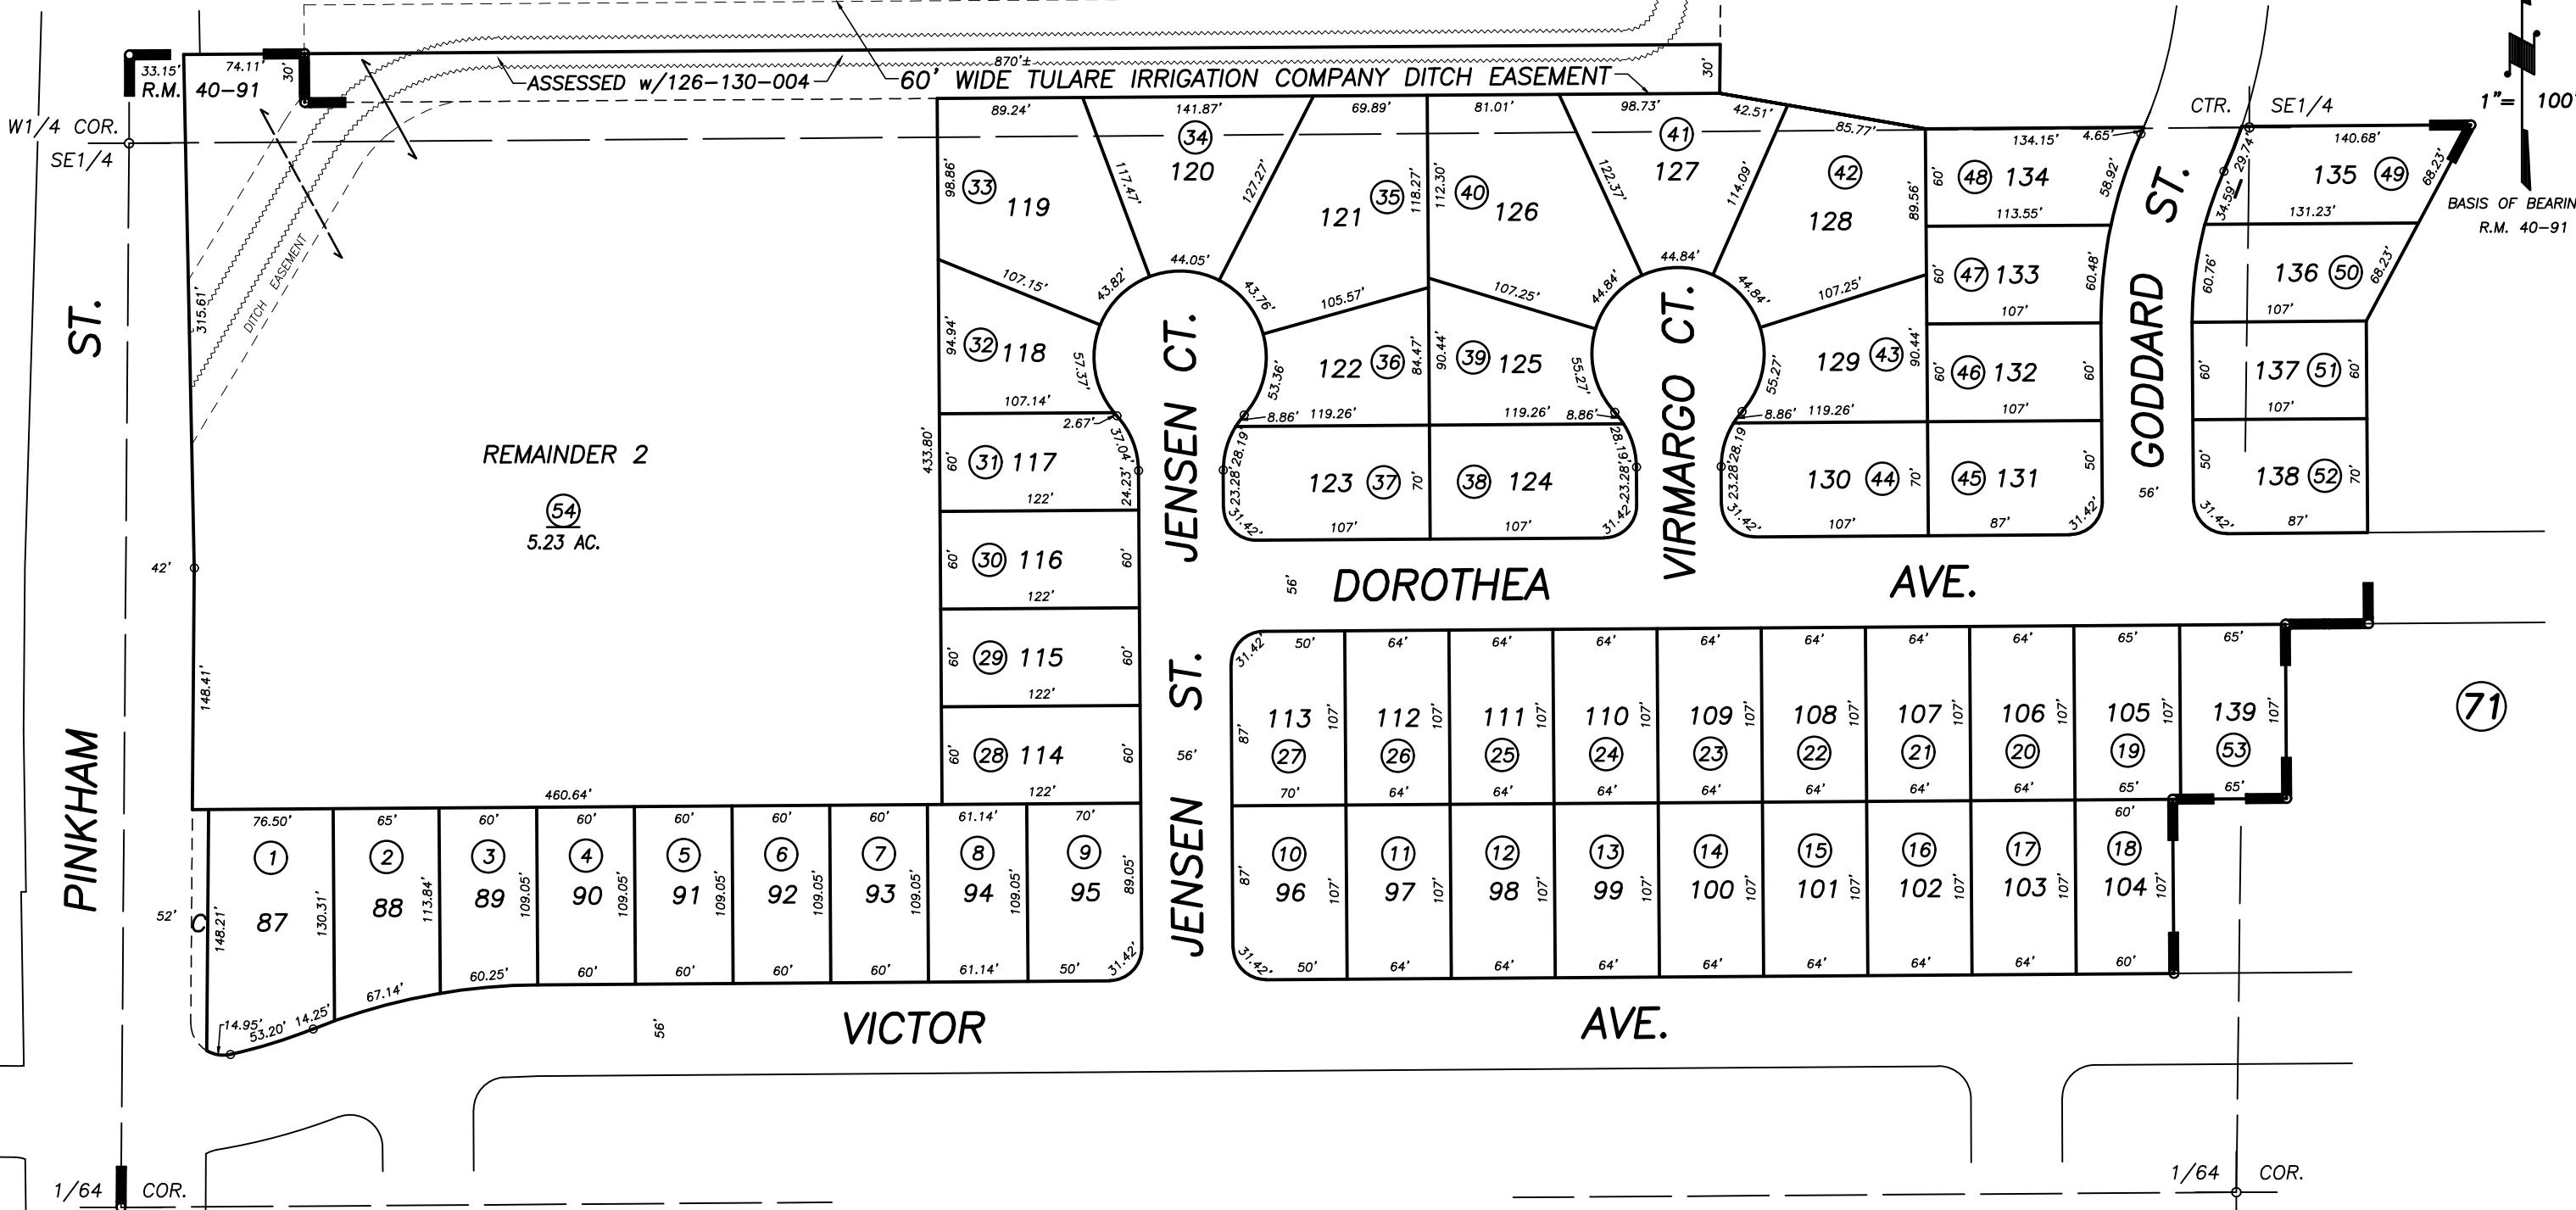 33.15'
74.11'
30'
R.M. 40-91
ASSESSED w/126-130-004
870'±
60' WIDE TULARE IRRIGATION COMPANY DITCH EASEMENT
30'
W1/4 COR.
SE1/4
CTR. SE1/4
1"= 100'
BASIS OF BEARIN
R.M. 40-91
89.24'
141.87'
69.89'
81.01'
98.73'
42.51'
85.77'
134.15'
4.65'
29.74'
140.68'
34 120
41 127
98.86' 33 119
117.47'
127.27'
121 35 118.27'
112.30' 40 126
122.37'
114.09'
42 128
89.56'
60' 48 134
58.92'
113.55'
34.59'
135 49
68.23'
131.23'
315.61'
DITCH EASEMENT
107.15'
43.82'
44.05'
43.76'
105.57'
107.25'
44.84'
44.84'
44.84'
107.25'
60' 47 133
60.48'
107'
60.76'
136 50
68.23'
107'
94.94' 32 118
57.37'
107.14'
2.67'
53.36'
122 36 84.47'
8.86' 119.26'
90.44' 39 125
55.27'
119.26' 8.86'
55.27'
129 43 90.44'
8.86' 119.26'
60' 46 132 60'
107'
60' 137 51 60'
107'
REMAINDER 2
54
5.23 AC.
433.80'
60' 31 117
37.04'
24.23'
122'
28.19'
23.28'
31.42'
123 37 70'
107'
38 124
107'
28.19'
23.28'
31.42'
28.19'
23.28'
31.42'
130 44 70'
107'
45 131 50'
87'
31.42'
56'
50' 138 52 70'
31.42'
87'
JENSEN CT.
VIRMARGO CT.
GODDARD ST.
PINKHAM ST.
42'
148.41'
60' 30 116 60'
122'
60' 29 115 60'
122'
60' 28 114 60'
122'
56'
DOROTHEA AVE.
JENSEN ST.
56'
JENSEN ST.
31.42'
50' 64' 64' 64' 64' 64' 64' 64' 65' 65'
87' 113 107' 112 107' 111 107' 110 107' 109 107' 108 107' 107 107' 106 107' 105 107' 139 107'
27 26 25 24 23 22 21 20 19 53
70' 64' 64' 64' 64' 64' 64' 64' 65' 65'
60'
71
460.64'
76.50' 65' 60' 60' 60' 60' 60' 61.14' 70'
1 2 3 4 5 6 7 8 9
87 88 89 90 91 92 93 94 95
52'
C
148.21' 130.31' 113.84' 109.05' 109.05' 109.05' 109.05' 109.05' 109.05' 89.05'
14.95' 53.20' 14.25' 67.14' 60.25' 60' 60' 60' 60' 61.14' 50' 31.42'
10 11 12 13 14 15 16 17 18
87' 96 107' 97 107' 98 107' 99 107' 100 107' 101 107' 102 107' 103 107' 104 107'
31.42' 50' 64' 64' 64' 64' 64' 64' 64' 60'
56'
VICTOR AVE.
1/64 COR.
1/64 COR.